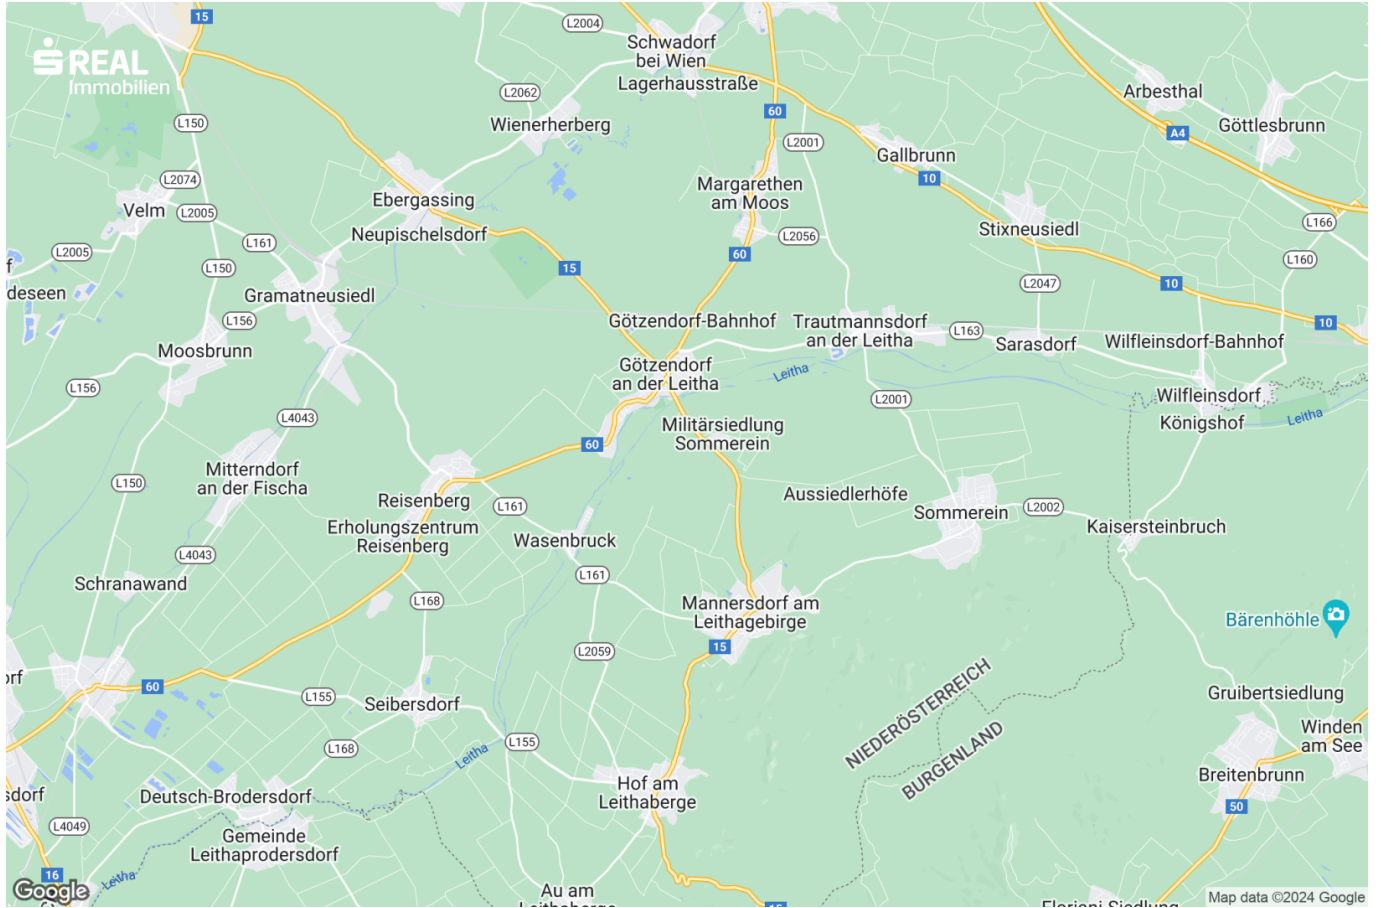 15
L2004
Schwadorf
bei Wien
Lagerhausstraße
S REAL
Immobilien
L2062
Arbesthal
L150
Wienerherberg
60
A4
Göttlesbrunn
L2001
Gallbrunn
10
L2074
Margarethen
am Moos
Velm
L2005
Ebergassing
Neupischelsdorf
Stixneusiedl
L166
L2056
L161
L2005
60
L160
L150
15
f
deseen
Gramatneusiedl
L2047
10
L156
Götzendorf-Bahnhof
Trautmannsdorf
an der Leitha
L163
10
Moosbrunn
Sarasdorf
Wilfleinsdorf-Bahnhof
Götzendorf
an der Leitha
Leitha
L156
L2001
Wilfleinsdorf
Königshof
Leitha
L4043
Militärsiedlung
Sommerein
60
Mitterndorf
an der Fischa
L150
Reisenberg
Aussiedlerhöfe
L161
Sommerein
L2002
Kaisersteinbruch
Erholungszentrum
Reisenberg
Wasenbruck
L4043
Schranawand
L161
L168
Mannersdorf am
Leithagebirge
Bärenhöhle
15
L2059
NIEDERÖSTERREICH
BURGENLAND
orf
60
L155
Seibersdorf
Gruibertsiedlung
L168
Leitha
L155
Winden
am See
Hof am
Leithaberge
Breitenbrunn
sdorf
Deutsch-Brodersdorf
50
L4049
Gemeinde
Leithaprodersdorf
16
Leitha
Google
Au am
Leithaberge
15
Floriani Siedlung
Map data ©2024 Google